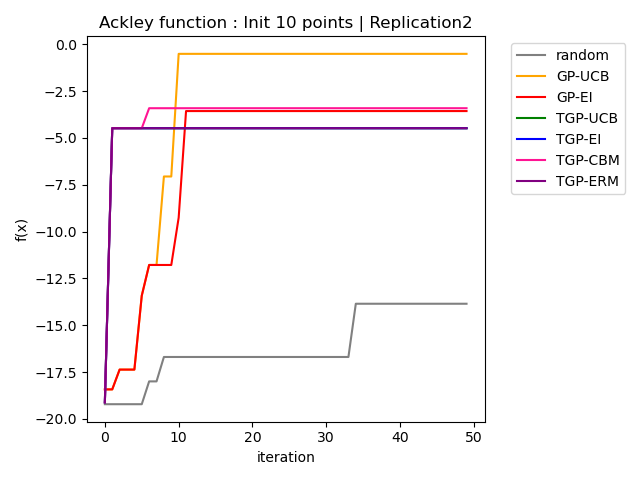 Ackley function : Init 10 points | Replication2
0.0
−2.5
−5.0
−7.5
−10.0
−12.5
−15.0
−17.5
−20.0
f(x)
0 10 20 30 40 50
iteration
random
GP-UCB
GP-EI
TGP-UCB
TGP-EI
TGP-CBM
TGP-ERM